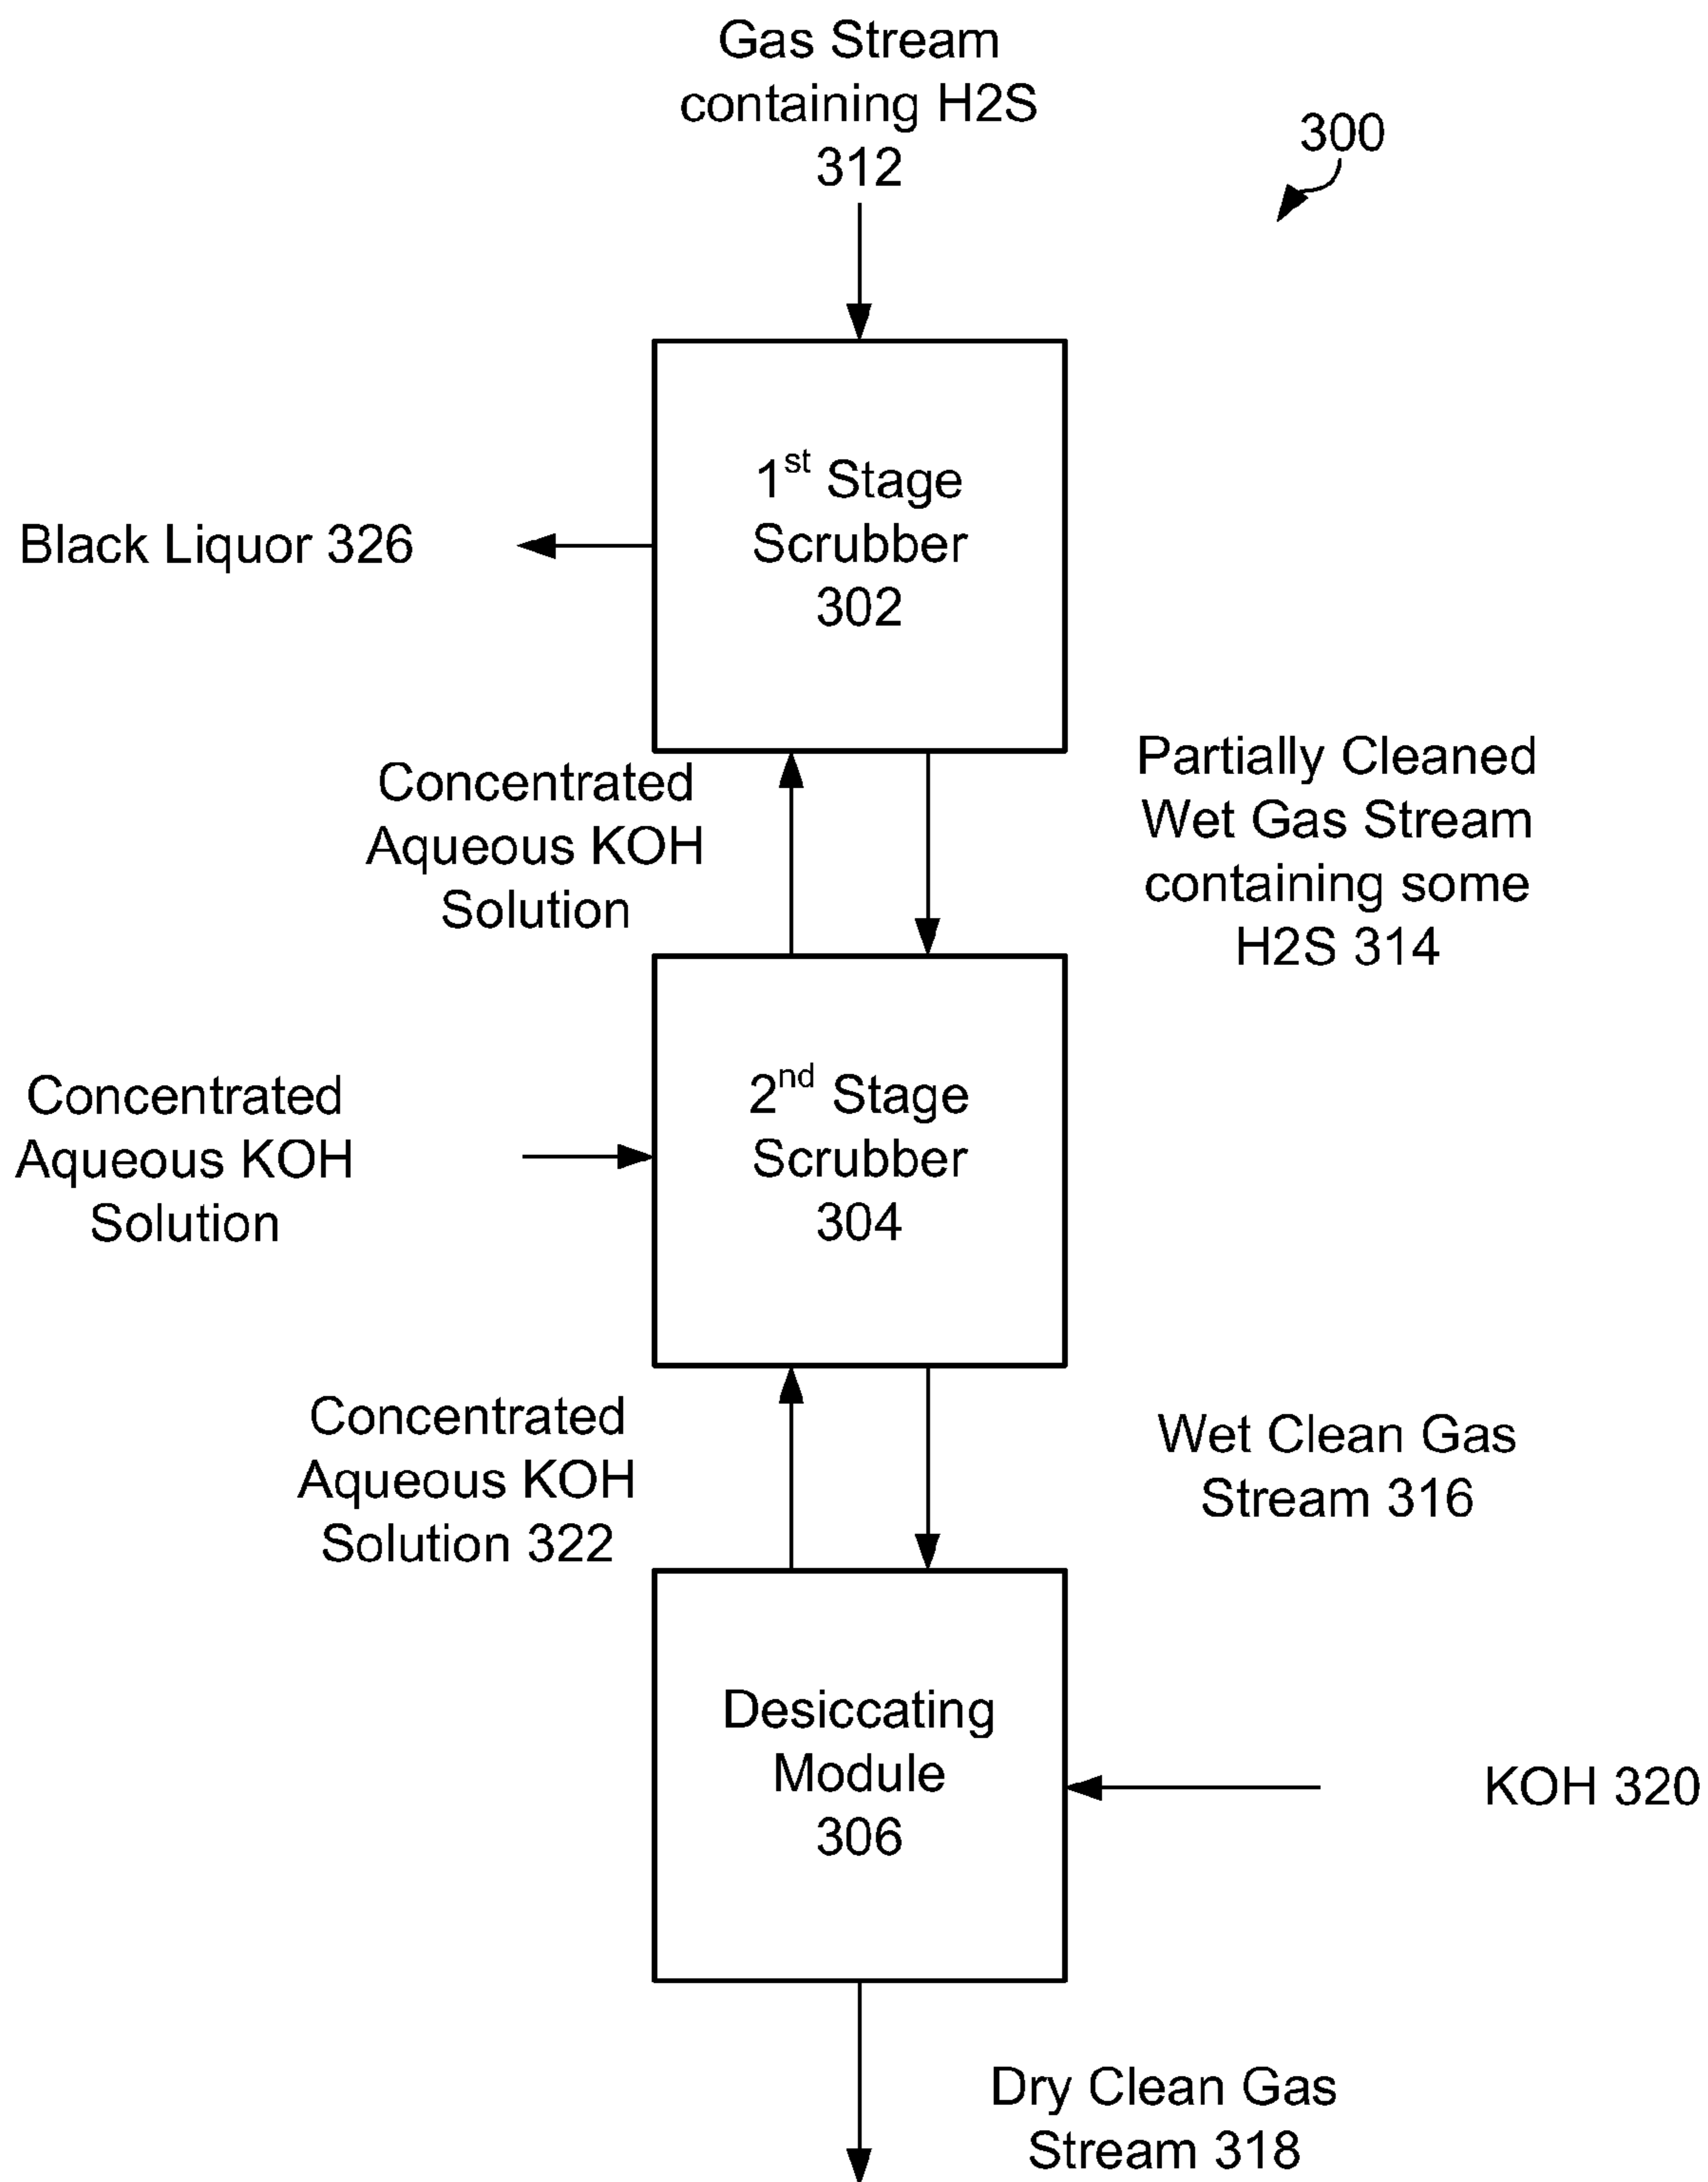 Gas Stream
containing H2S
312
300
1st Stage
Scrubber
302
Black Liquor 326
Concentrated
Aqueous KOH
Solution
Partially Cleaned
Wet Gas Stream
containing some
H2S 314
2nd Stage
Scrubber
304
Concentrated
Aqueous KOH
Solution
Concentrated
Aqueous KOH
Solution 322
Wet Clean Gas
Stream 316
Desiccating
Module
306
KOH 320
Dry Clean Gas
Stream 318